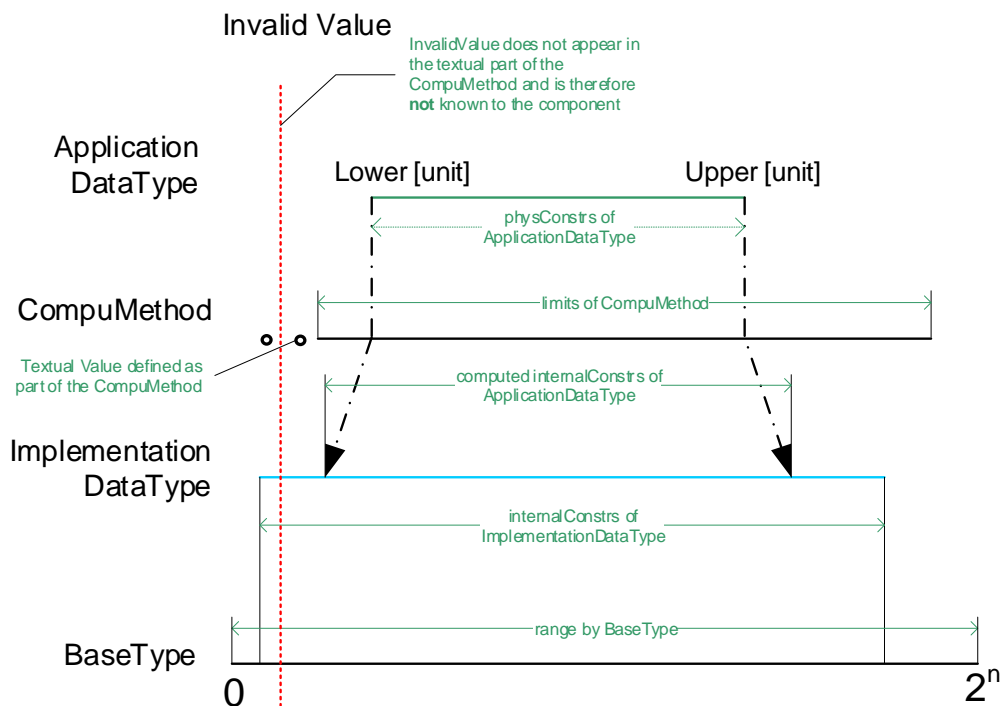 Invalid Value
InvalidValue does not appear in
the textual part of the
CompuMethod and is therefore
not known to the component
Application
DataType
Lower [unit]
Upper [unit]
physConstrs of
ApplicationDataType
limits of CompuMethod
CompuMethod
Textual Value defined as
part of the CompuMethod
computed internalConstrs of
ApplicationDataType
Implementation
DataType
internalConstrs of
ImplementationDataType
range by BaseType
BaseType
0
2ⁿ